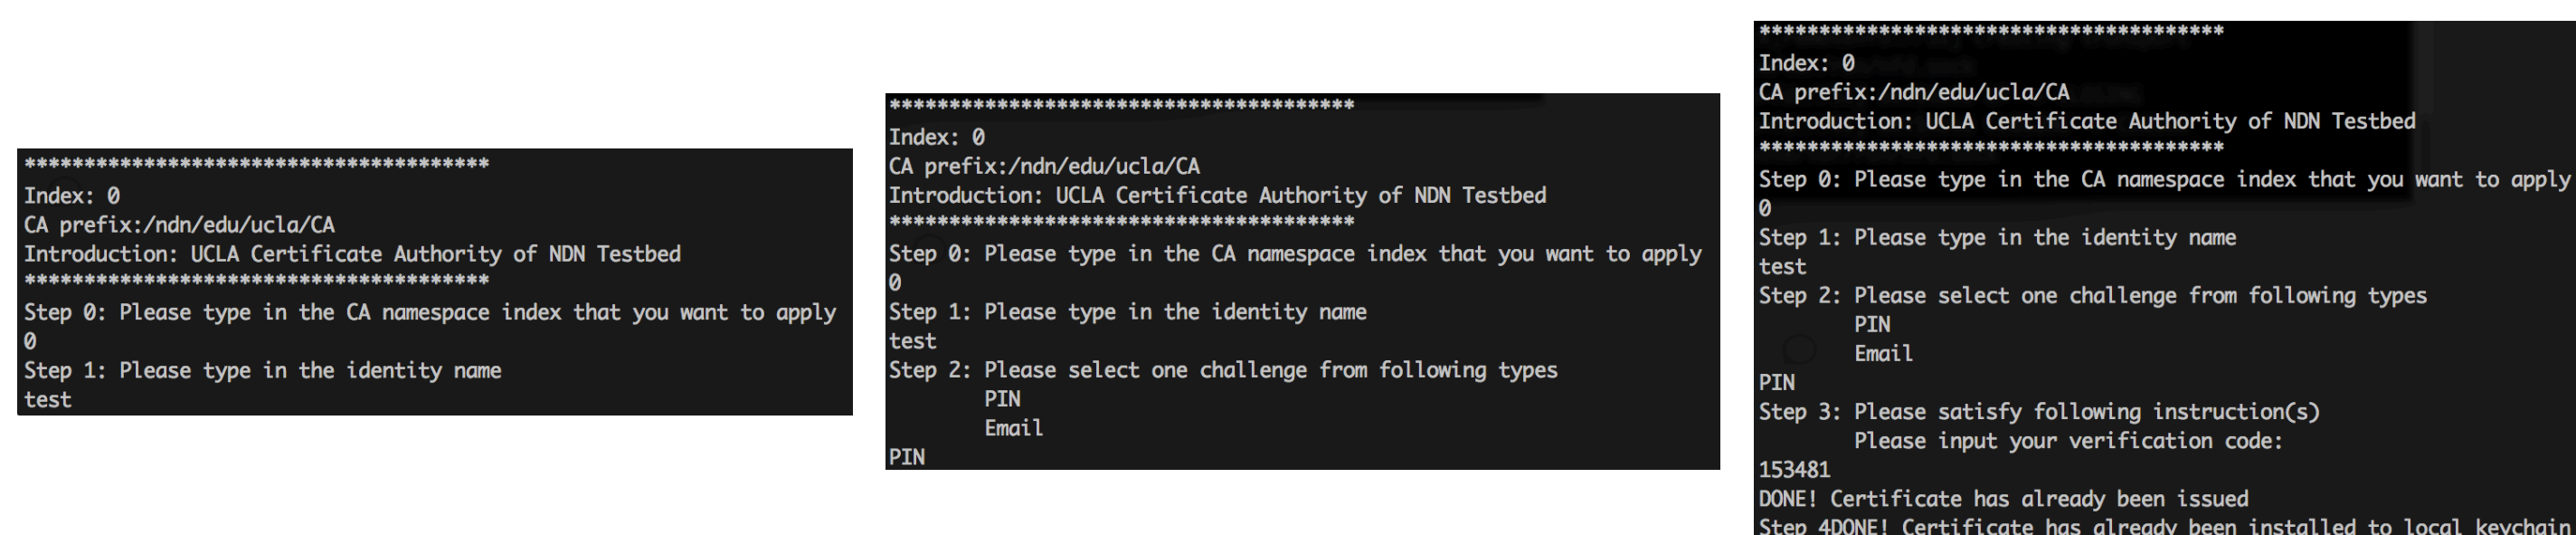 ***************************************
Index: 0
CA prefix:/ndn/edu/ucla/CA
Introduction: UCLA Certificate Authority of NDN Testbed
***************************************
Step 0: Please type in the CA namespace index that you want to apply
0
Step 1: Please type in the identity name
test
***************************************
Index: 0
CA prefix:/ndn/edu/ucla/CA
Introduction: UCLA Certificate Authority of NDN Testbed
***************************************
Step 0: Please type in the CA namespace index that you want to apply
0
Step 1: Please type in the identity name
test
Step 2: Please select one challenge from following types
PIN
Email
PIN
***************************************
Index: 0
CA prefix:/ndn/edu/ucla/CA
Introduction: UCLA Certificate Authority of NDN Testbed
***************************************
Step 0: Please type in the CA namespace index that you want to apply
0
Step 1: Please type in the identity name
test
Step 2: Please select one challenge from following types
PIN
Email
PIN
Step 3: Please satisfy following instruction(s)
Please input your verification code:
153481
DONE! Certificate has already been issued
Step 4DONE! Certificate has already been installed to local keychain